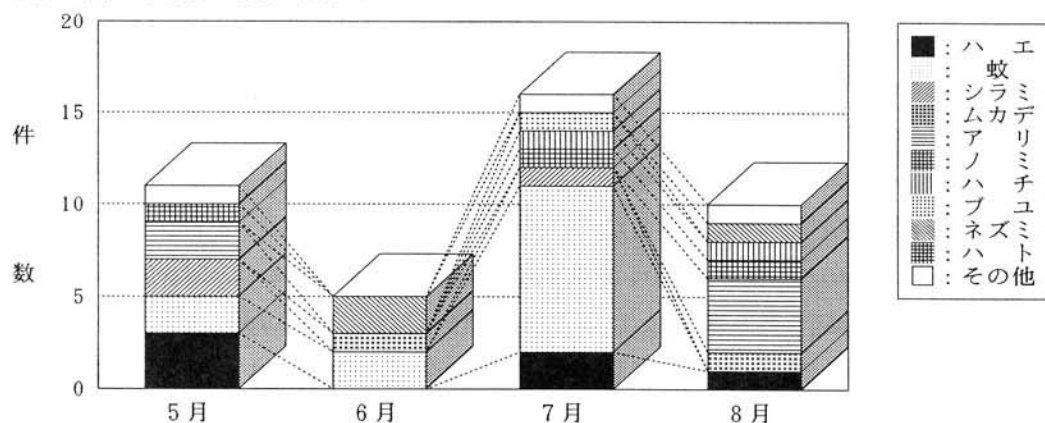 20
15
10
5
0
件
数
5月
6月
7月
8月
: ハエ
: 蚊
: シラミ
: ムカデ
: アリ
: ノミ
: ハチ
: ブユ
: ネズミ
: ハト
: その他